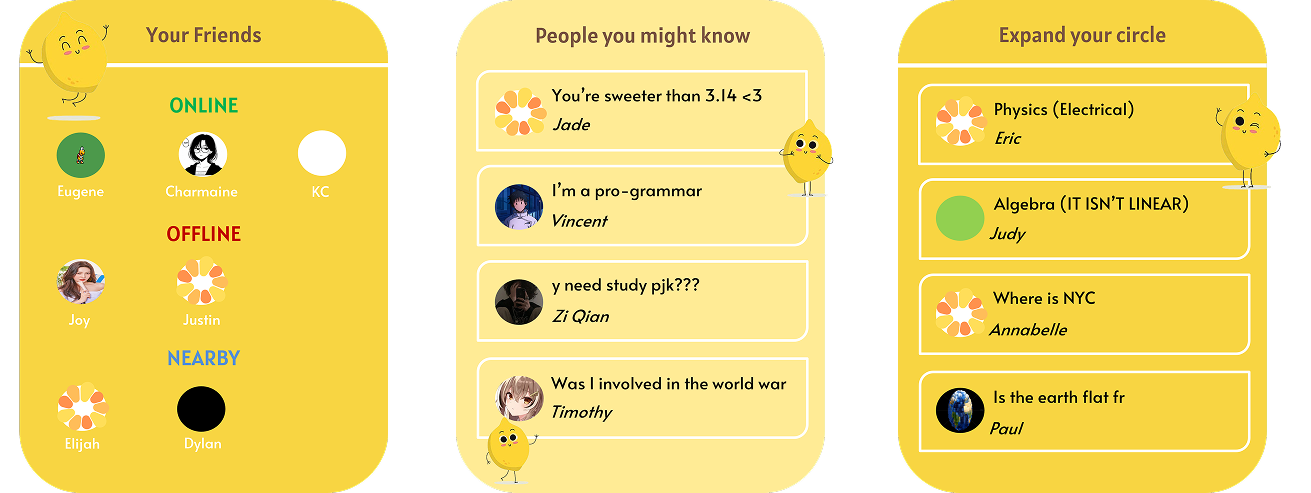 Your Friends
ONLINE
Eugene
Charmaine
KC
OFFLINE
Joy
Justin
NEARBY
Elijah
Dylan
People you might know
You're sweeter than 3.14 <3
Jade
I'm a pro-grammar
Vincent
y need study pjk???
Zi Qian
Was I involved in the world war
Timothy
Expand your circle
Physics (Electrical)
Eric
Algebra (IT ISN'T LINEAR)
Judy
Where is NYC
Annabelle
Is the earth flat fr
Paul